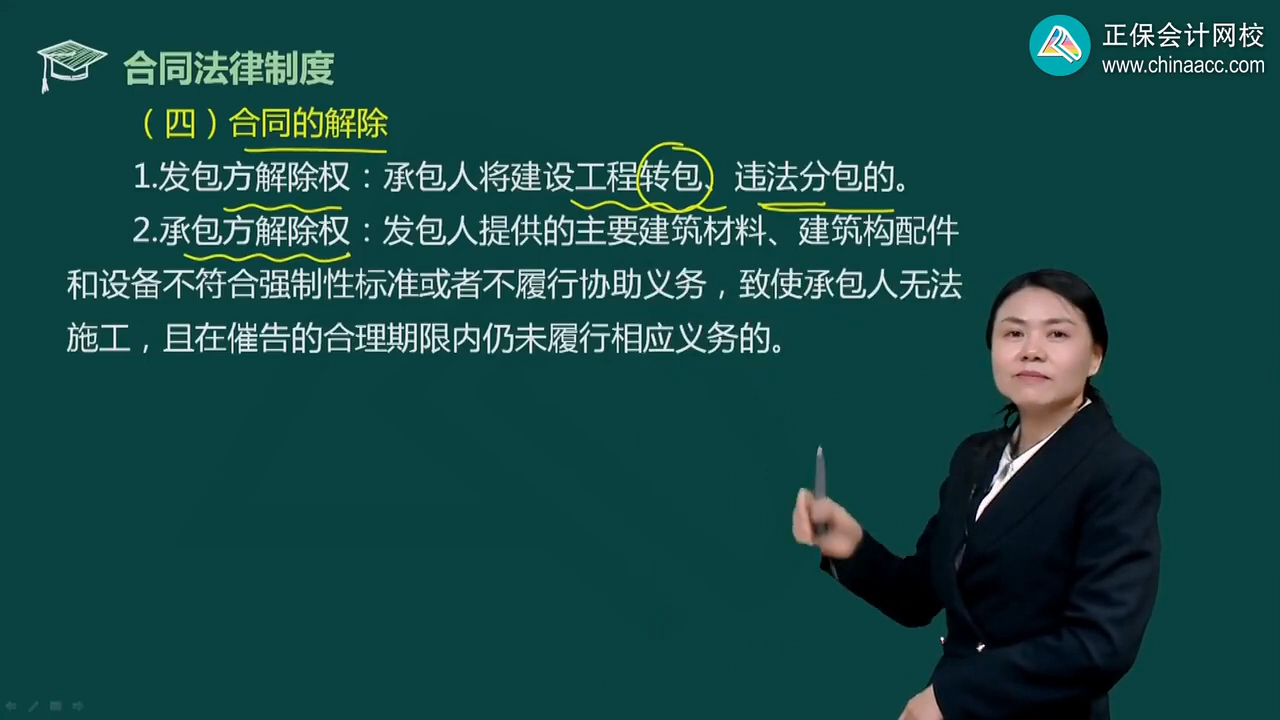 正保会计网校
www.chinaacc.com
合同法律制度
（四）合同的解除
1.发包方解除权：承包人将建设工程转包、违法分包的。
2.承包方解除权：发包人提供的主要建筑材料、建筑构配件
和设备不符合强制性标准或者不履行协助义务，致使承包人无法
施工，且在催告的合理期限内仍未履行相应义务的。